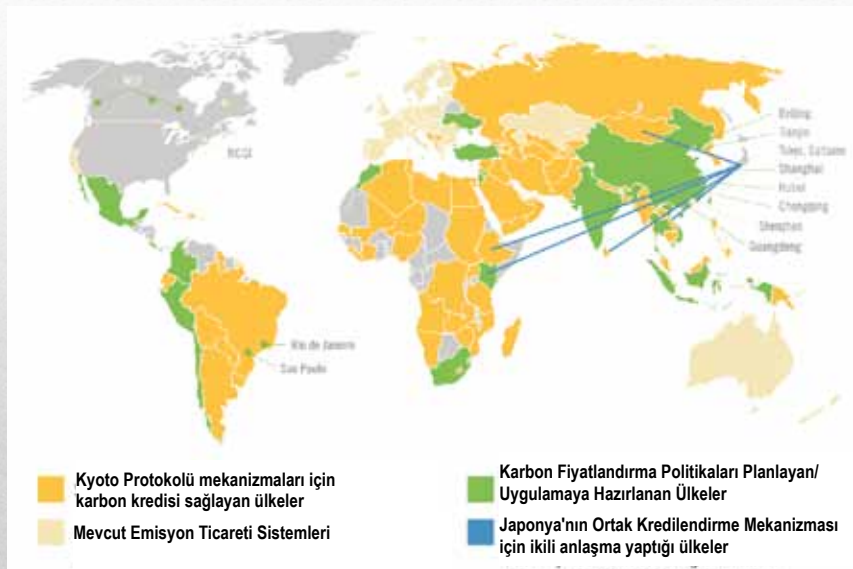 RGGI
Beijing
Tianjin
Tokyo, Saitama
Shanghai
Hubei
Chongqing
Shenzhen
Guangdong
Rio de Janeiro
Sao Paulo
Kyoto Protokolü mekanizmaları için
karbon kredisi sağlayan ülkeler
Mevcut Emisyon Ticareti Sistemleri
Karbon Fiyatlandırma Politikaları Planlayan/
Uygulamaya Hazırlanan Ülkeler
Japonya'nın Ortak Kredilendirme Mekanizması
için ikili anlaşma yaptığı ülkeler